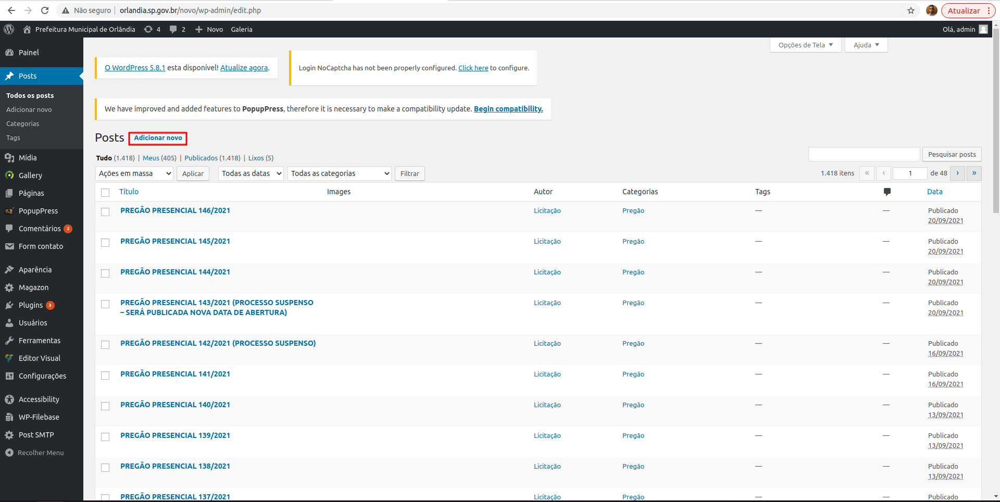 Não seguro
orlandia.sp.gov.br/novo/wp-admin/edit.php
Atualizar
Prefeitura Municipal de Orlândia
4
2
Novo
Galeria
Olá, admin
Painel
Posts
Todos os posts
Adicionar novo
Categorias
Tags
Mídia
Gallery
Páginas
PopupPress
Comentários 2
Form contato
Aparência
Magazon
Plugins 3
Usuários
Ferramentas
Editor Visual
Configurações
Accessibility
WP-Filebase
Post SMTP
Recolher Menu
Opções de Tela
Ajuda
O WordPress 5.8.1 esta disponível! Atualize agora.
Login NoCaptcha has not been properly configured. Click here to configure.
We have improved and added features to PopupPress, therefore it is necessary to make a compatibility update. Begin compatibility.
Posts Adicionar novo
Tudo (1.418) | Meus (405) | Publicados (1.418) | Lixos (5)
Pesquisar posts
Ações em massa Aplicar Todas as datas Todas as categorias Filtrar
1.418 itens « ‹ 1 de 48 › »
Título Images Autor Categorias Tags Data
PREGÃO PRESENCIAL 146/2021 Licitação Pregão — — Publicado
20/09/2021
PREGÃO PRESENCIAL 145/2021 Licitação Pregão — — Publicado
20/09/2021
PREGÃO PRESENCIAL 144/2021 Licitação Pregão — — Publicado
20/09/2021
PREGÃO PRESENCIAL 143/2021 (PROCESSO SUSPENSO Licitação Pregão — — Publicado
– SERÁ PUBLICADA NOVA DATA DE ABERTURA) 20/09/2021
PREGÃO PRESENCIAL 142/2021 (PROCESSO SUSPENSO) Licitação Pregão — — Publicado
16/09/2021
PREGÃO PRESENCIAL 141/2021 Licitação Pregão — — Publicado
16/09/2021
PREGÃO PRESENCIAL 140/2021 Licitação Pregão — — Publicado
13/09/2021
PREGÃO PRESENCIAL 139/2021 Licitação Pregão — — Publicado
13/09/2021
PREGÃO PRESENCIAL 138/2021 Licitação Pregão — — Publicado
13/09/2021
PREGÃO PRESENCIAL 137/2021 Licitação Pregão — — Publicado